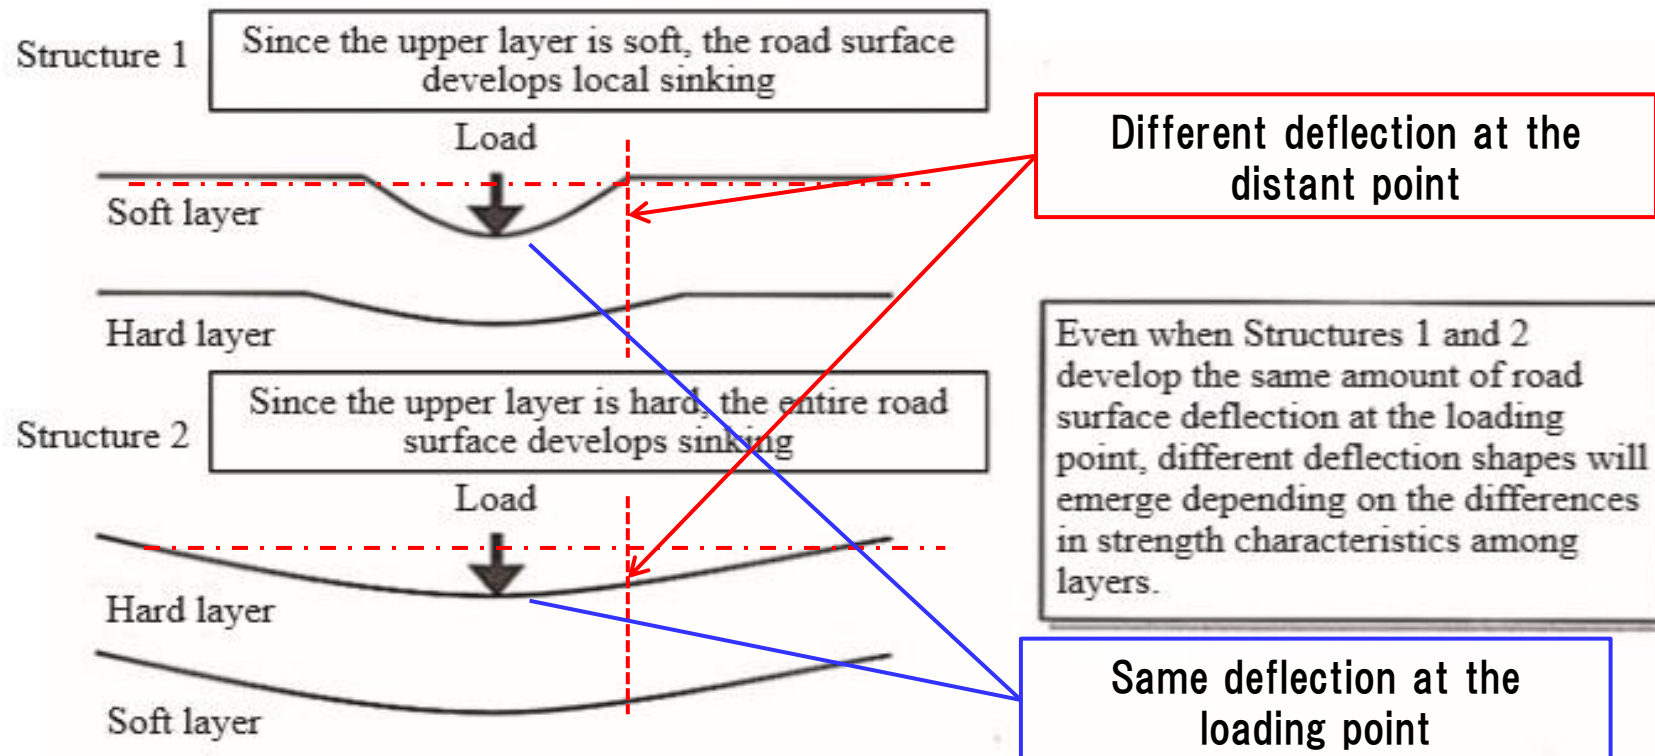 Structure 1
Since the upper layer is soft, the road surface
develops local sinking
Load
Soft layer
Hard layer
Different deflection at the
distant point
Structure 2
Since the upper layer is hard, the entire road
surface develops sinking
Load
Hard layer
Soft layer
Even when Structures 1 and 2
develop the same amount of road
surface deflection at the loading
point, different deflection shapes will
emerge depending on the differences
in strength characteristics among
layers.
Same deflection at the
loading point